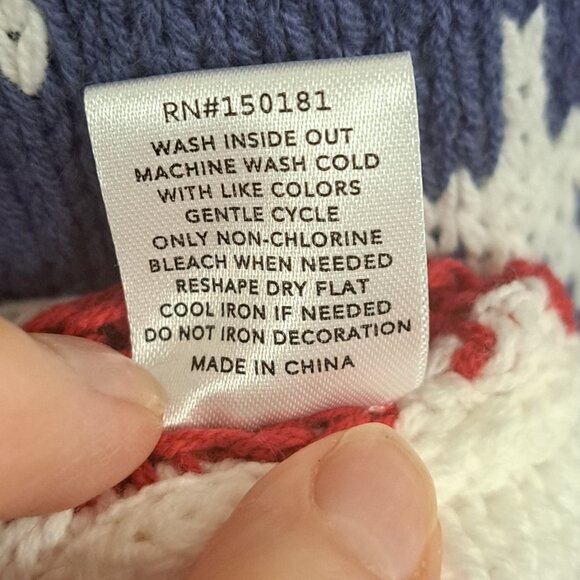 RN#150181
WASH INSIDE OUT
MACHINE WASH COLD
WITH LIKE COLORS
GENTLE CYCLE
ONLY NON-CHLORINE
BLEACH WHEN NEEDED
RESHAPE DRY FLAT
COOL IRON IF NEEDED
DO NOT IRON DECORATION
MADE IN CHINA